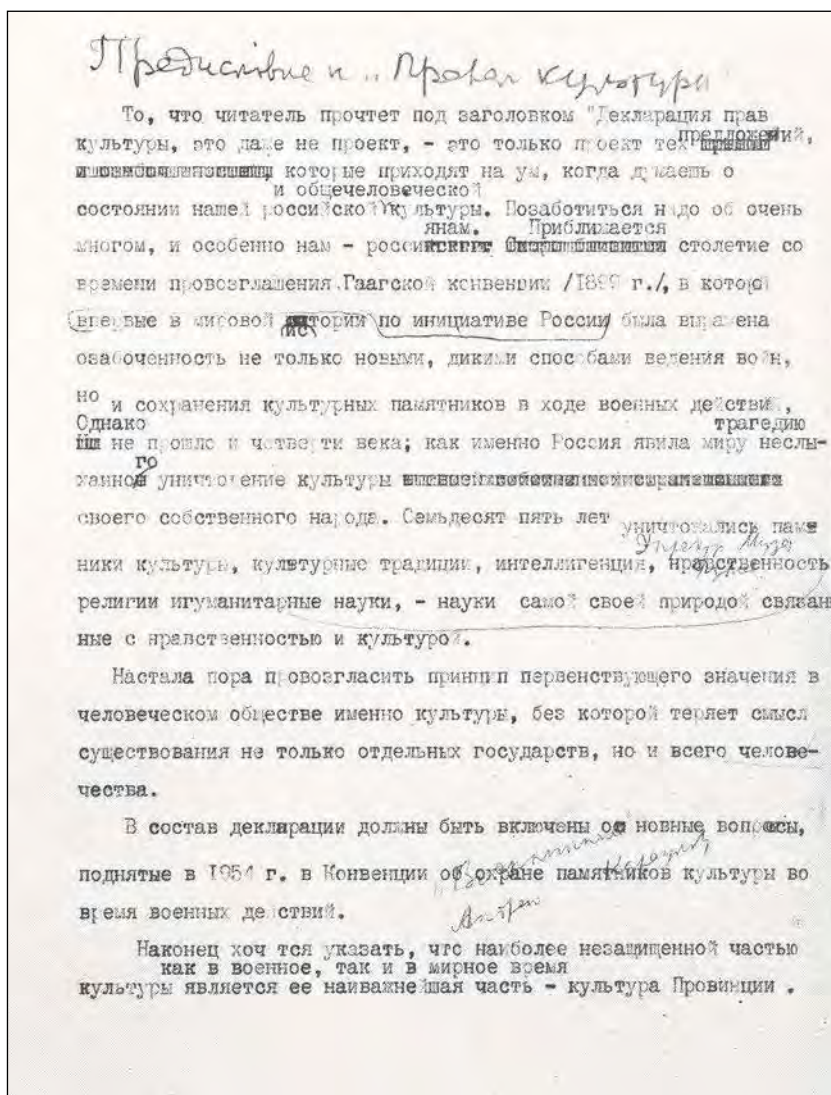 Предисловие к „Правам культуры
То, что читатель прочтет под заголовком "Декларация прав
предложений,
культуры, это даже не проект, - это только проект тех
которые приходят на ум, когда думаешь о
и общечеловеческой
состоянии нашей российской культуры. Позаботиться надо об очень
янам. Приближается
многом, и особенно нам - росси столетие со
времени провозглашения Гаагской конвенции /1899 г./, в которой
впервые в мировой истории по инициативе России была выражена
озабоченность не только новыми, дикими способами ведения войн,
но и сохранения культурных памятников в ходе военных действий,
Однако трагедию
не прошло и четверти века; как именно Россия явила миру неслы-
го
ханно уничтожение культуры
своего собственного народа. Семьдесят пять лет уничтожались памят
ники культуры, культурные традиции, интеллигенция, нравственность
религии игуманитарные науки, - науки самой своей природой связан
ные с нравственностью и культурой.
Настала пора провозгласить принцип первенствующего значения в
человеческом обществе именно культуры, без которой теряет смысл
существования не только отдельных государств, но и всего челове-
чества.
В состав декларации должны быть включены основные вопросы,
поднятые в 1954 г. в Конвенции об охране памятников культуры во
время военных действий.
Наконец хочется указать, что наиболее незащищенной частью
как в военное, так и в мирное время
культуры является ее наиважнейшая часть - культура Провинции .